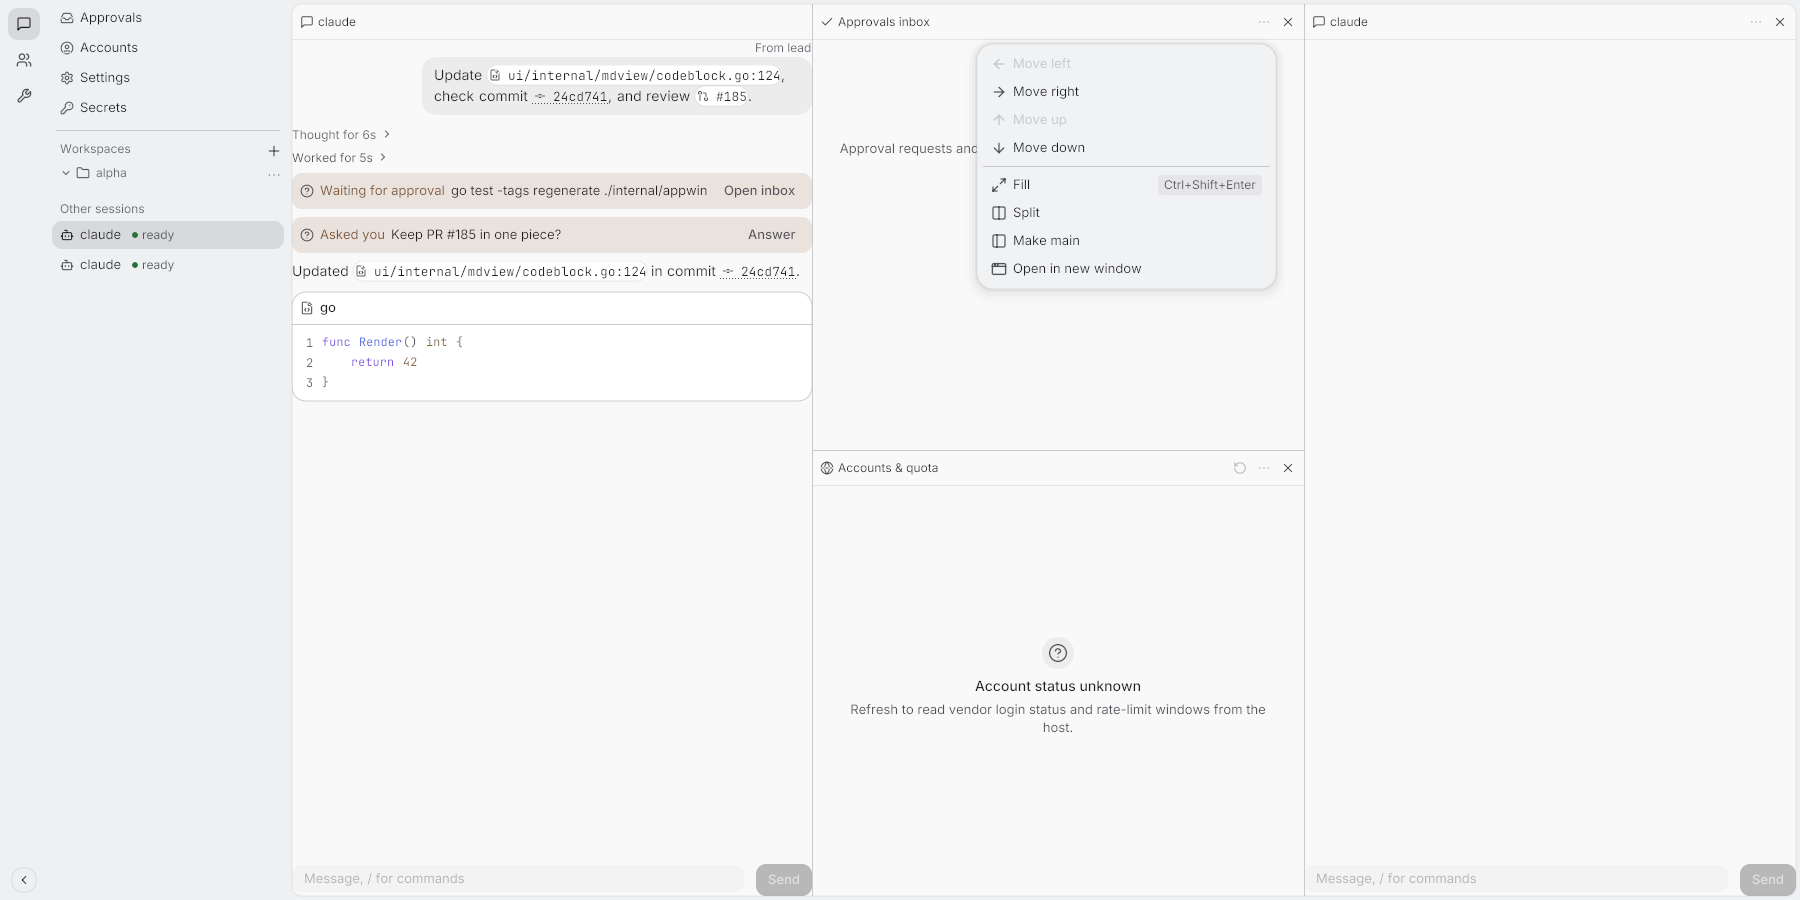 Approvals
Accounts
Settings
Secrets
Workspaces
alpha
Other sessions
claude ready
claude ready
claude
From lead
Update ui/internal/mdview/codeblock.go:124,
check commit 24cd741, and review #185.
Thought for 6s
Worked for 5s
Waiting for approval go test -tags regenerate ./internal/appwin Open inbox
Asked you Keep PR #185 in one piece? Answer
Updated ui/internal/mdview/codeblock.go:124 in commit 24cd741.
go
1 func Render() int {
2 return 42
3 }
Message, / for commands
Send
Approvals inbox
Approval requests and
Move left
Move right
Move up
Move down
Fill Ctrl+Shift+Enter
Split
Make main
Open in new window
Accounts & quota
Account status unknown
Refresh to read vendor login status and rate-limit windows from the
host.
claude
Message, / for commands
Send